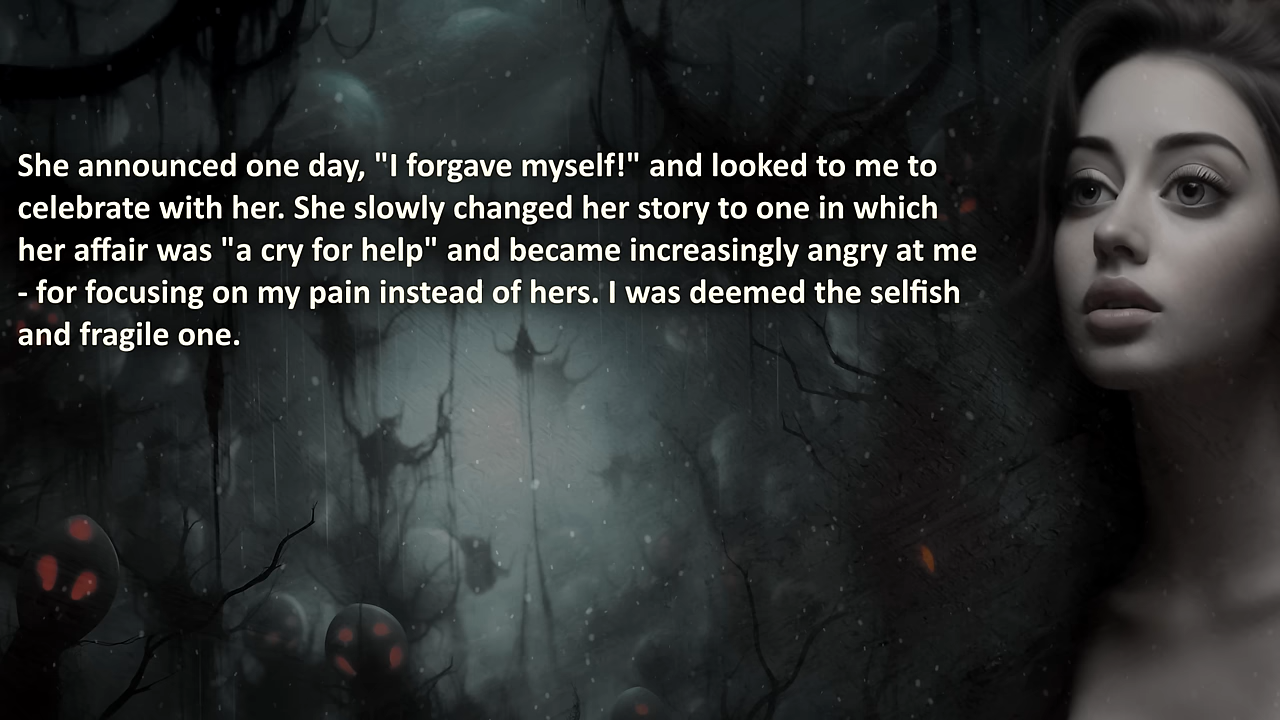 She announced one day, "I forgave myself!" and looked to me to
celebrate with her. She slowly changed her story to one in which
her affair was "a cry for help" and became increasingly angry at me
- for focusing on my pain instead of hers. I was deemed the selfish
and fragile one.